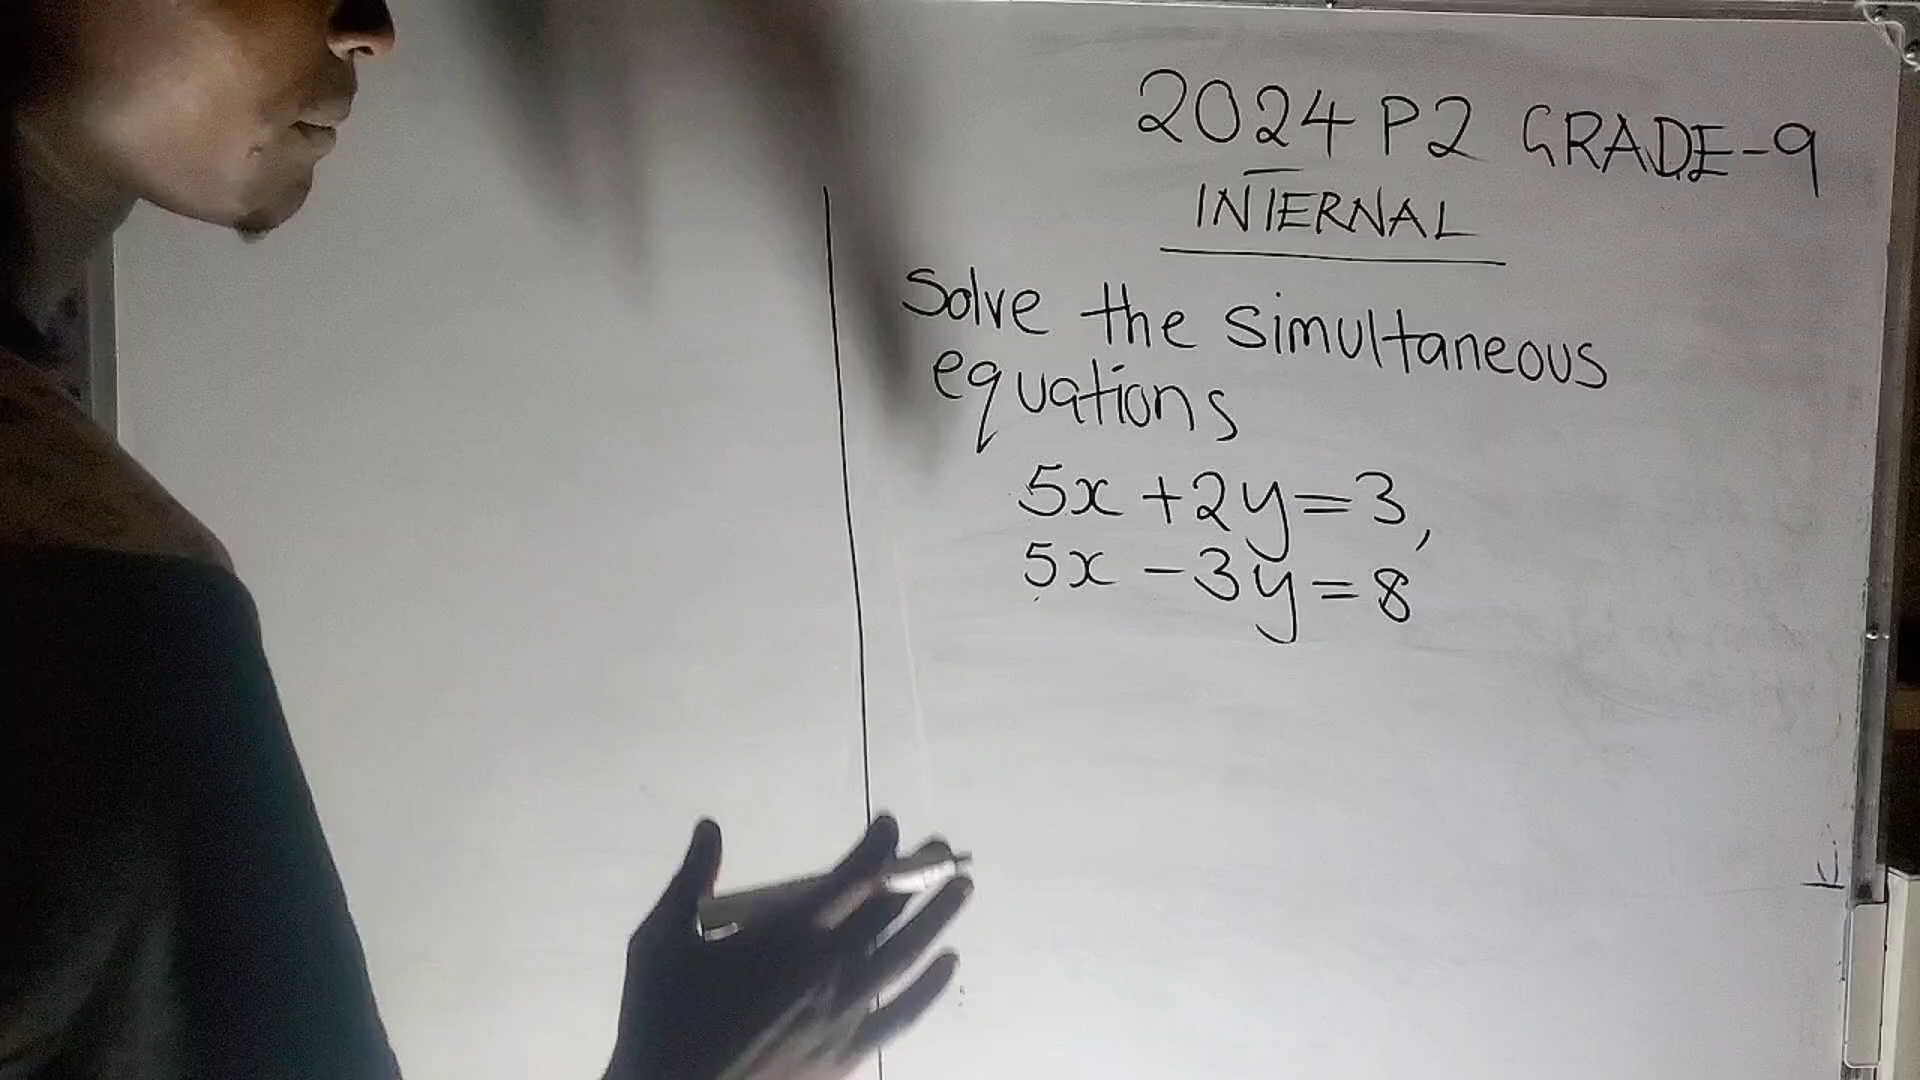 2024 P2 GRADE-9
INTERNAL
Solve the simultaneous
equations
5x + 2y = 3,
5x - 3y = 8